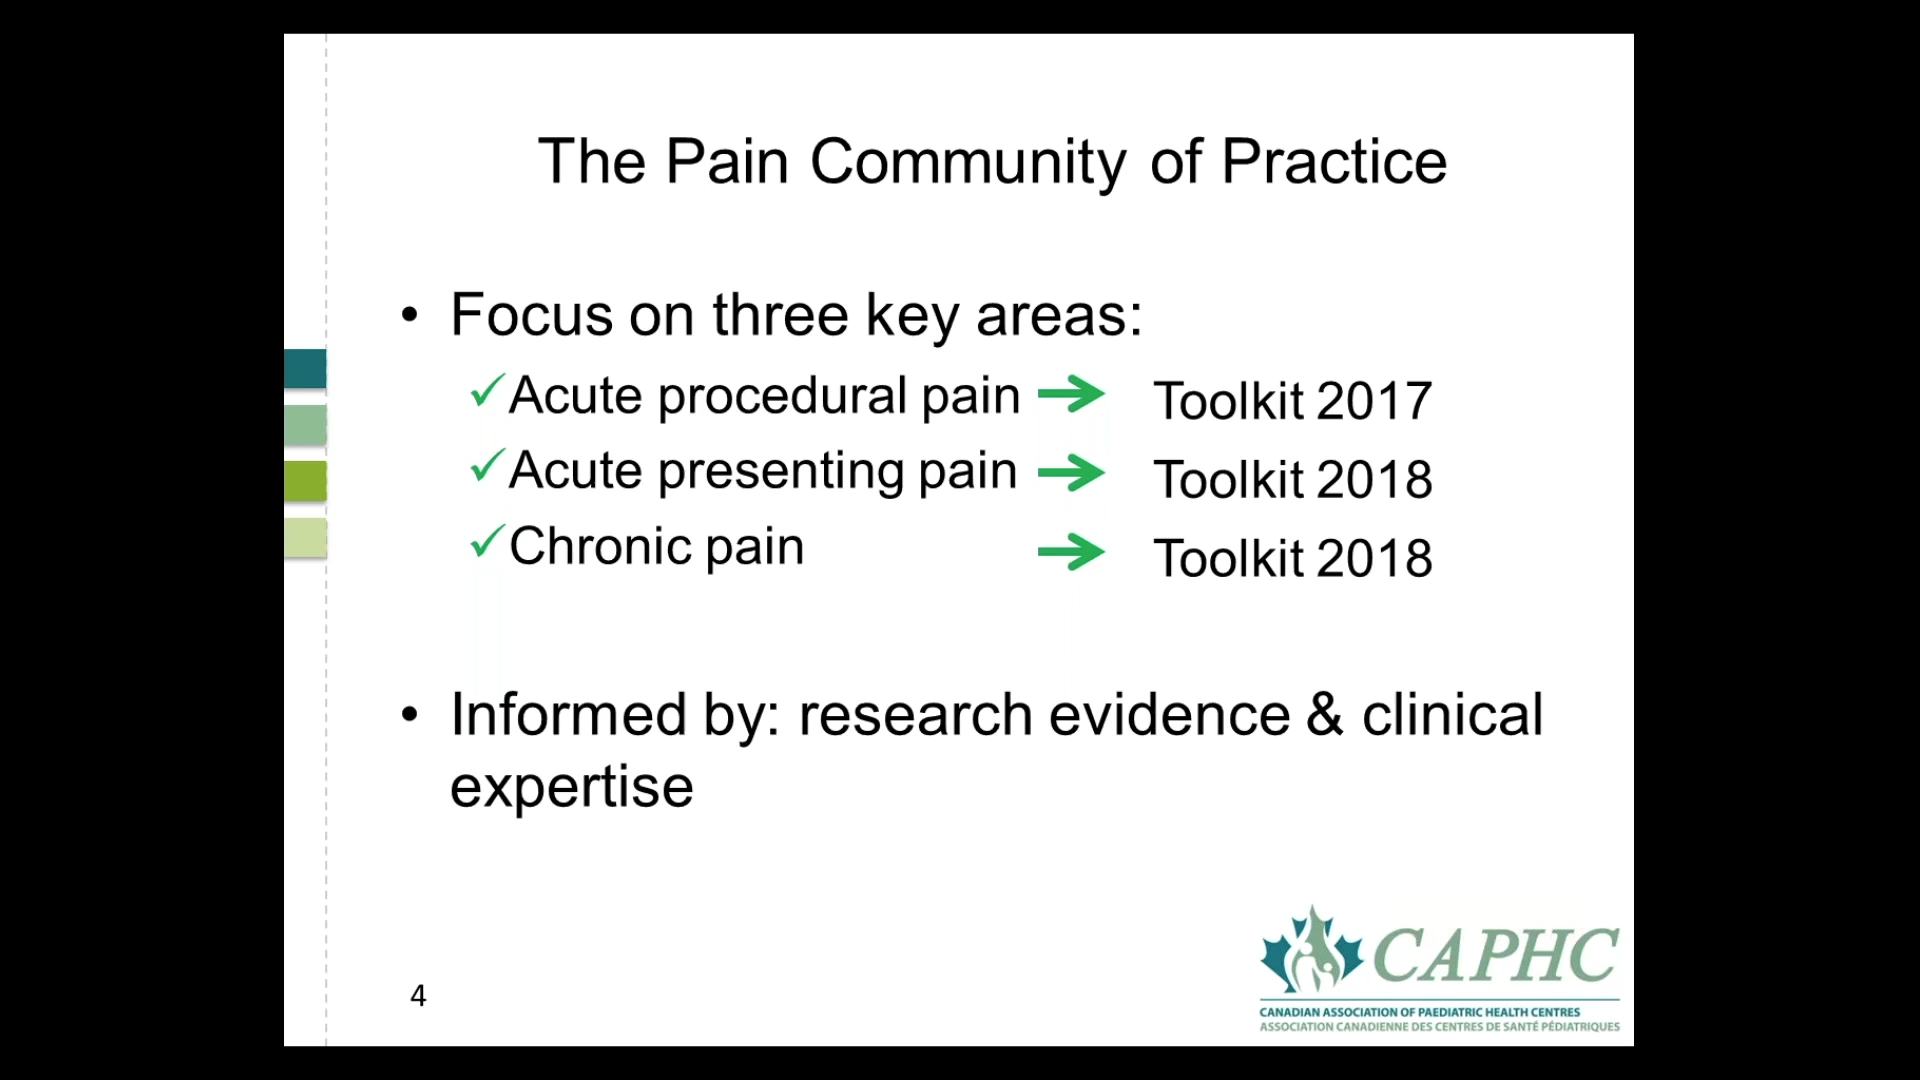 The Pain Community of Practice
• Focus on three key areas:
✓Acute procedural pain → Toolkit 2017
✓Acute presenting pain → Toolkit 2018
✓Chronic pain → Toolkit 2018
• Informed by: research evidence & clinical
expertise
4
CAPHC
CANADIAN ASSOCIATION OF PAEDIATRIC HEALTH CENTRES
ASSOCIATION CANADIENNE DES CENTRES DE SANTÉ PÉDIATRIQUES